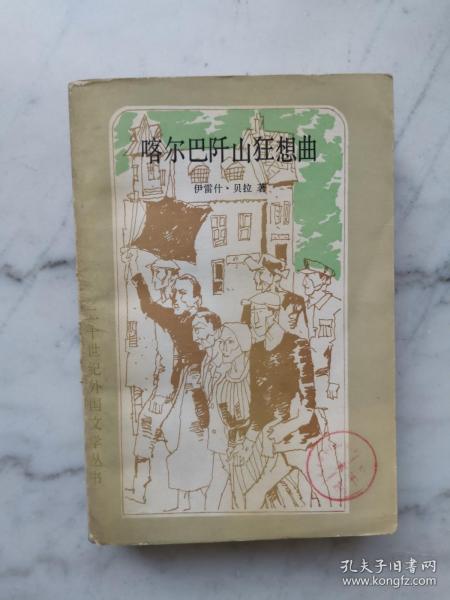 喀尔巴阡山狂想曲
伊雷什·贝拉 著
二十世纪外国文学丛书
孔夫子旧书网
www.kongfz.com